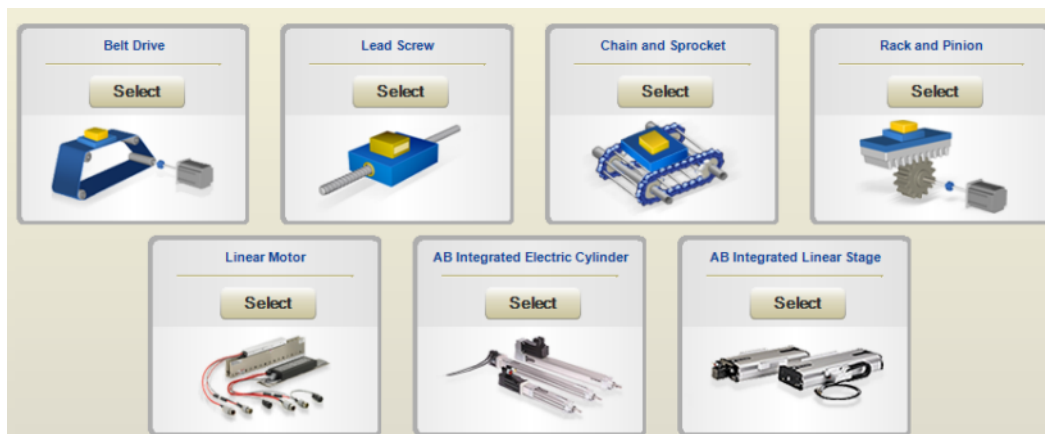 Belt Drive
Select
Lead Screw
Select
Chain and Sprocket
Select
Rack and Pinion
Select
Linear Motor
Select
AB Integrated Electric Cylinder
Select
AB Integrated Linear Stage
Select